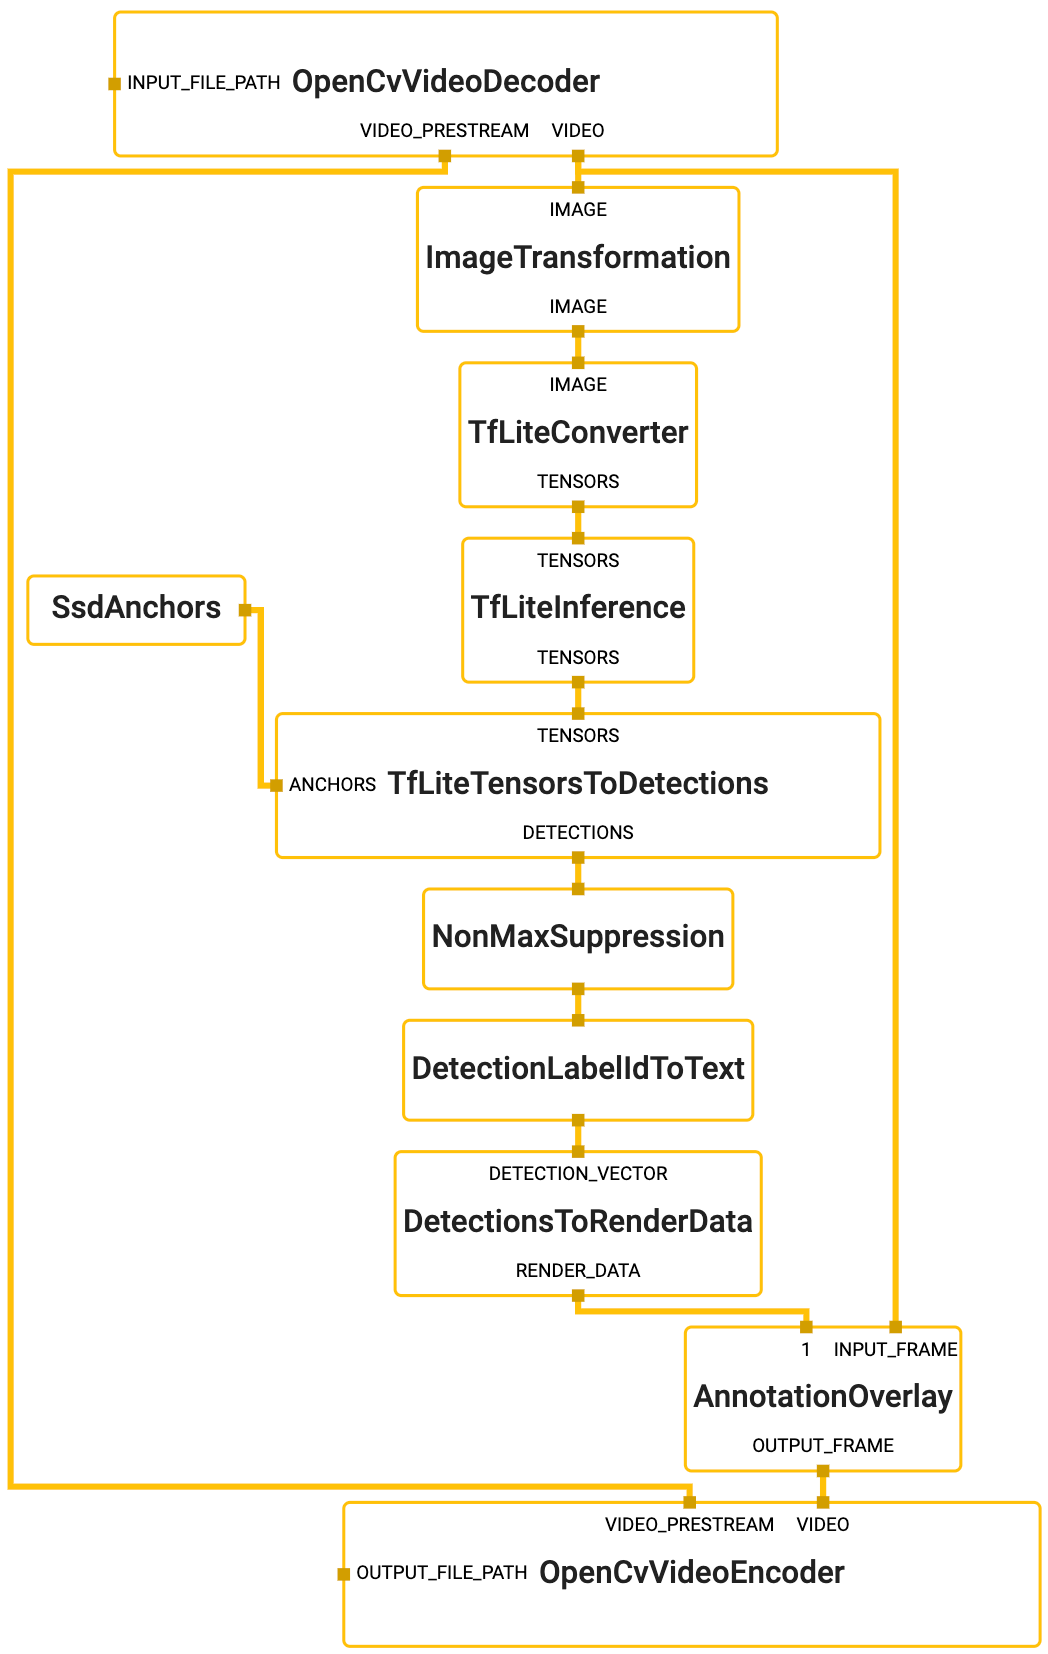 INPUT_FILE_PATH OpenCvVideoDecoder
VIDEO_PRESTREAM VIDEO
IMAGE
ImageTransformation
IMAGE
IMAGE
TfLiteConverter
TENSORS
TENSORS
SsdAnchors
TfLiteInference
TENSORS
TENSORS
ANCHORS TfLiteTensorsToDetections
DETECTIONS
NonMaxSuppression
DetectionLabelIdToText
DETECTION_VECTOR
DetectionsToRenderData
RENDER_DATA
1 INPUT_FRAME
AnnotationOverlay
OUTPUT_FRAME
VIDEO_PRESTREAM VIDEO
OUTPUT_FILE_PATH OpenCvVideoEncoder